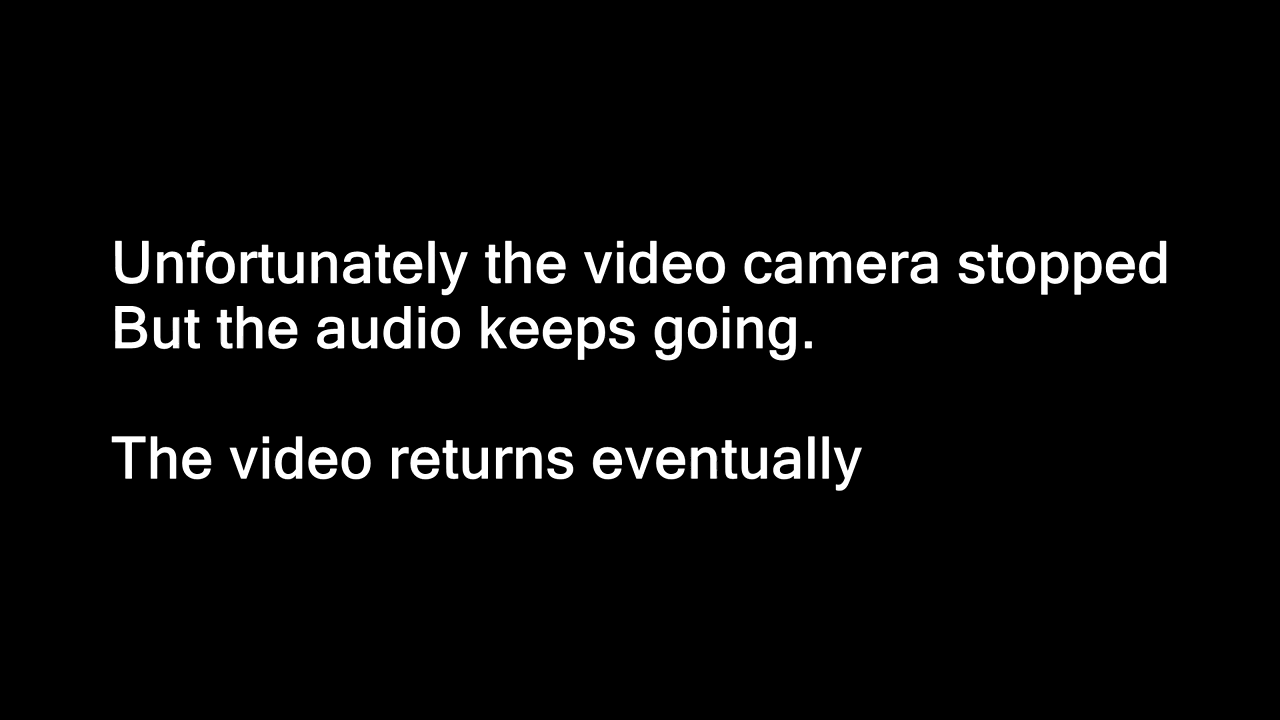 Unfortunately the video camera stopped
But the audio keeps going.
The video returns eventually